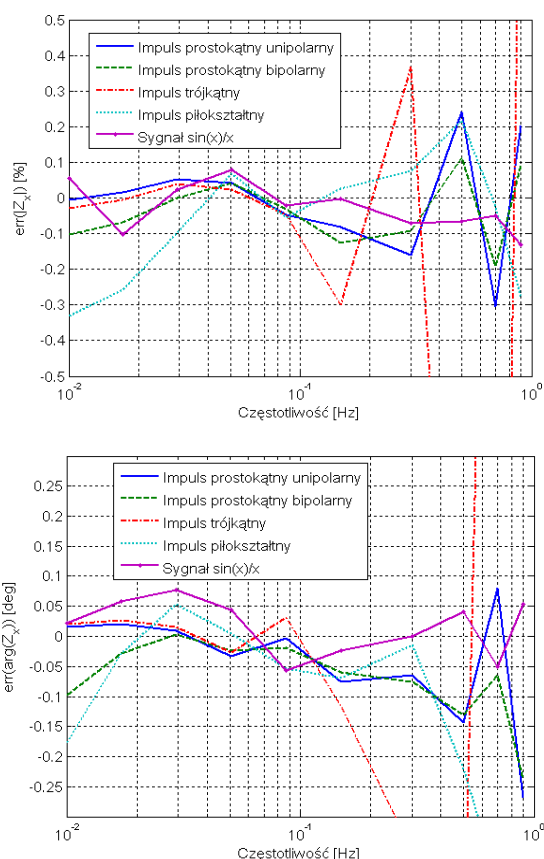 0.5
0.4
0.3
0.2
0.1
0
-0.1
-0.2
-0.3
-0.4
-0.5
err(|Zx|) [%]
Impuls prostokątny unipolarny
Impuls prostokątny bipolarny
Impuls trójkątny
Impuls piłokształtny
Sygnał sin(x)/x
10-2
10-1
100
Częstotliwość [Hz]
0.25
0.2
0.15
0.1
0.05
0
-0.05
-0.1
-0.15
-0.2
-0.25
err(arg(Zx)) [deg]
Impuls prostokątny unipolarny
Impuls prostokątny bipolarny
Impuls trójkątny
Impuls piłokształtny
Sygnał sin(x)/x
10-2
10-1
100
Częstotliwość [Hz]